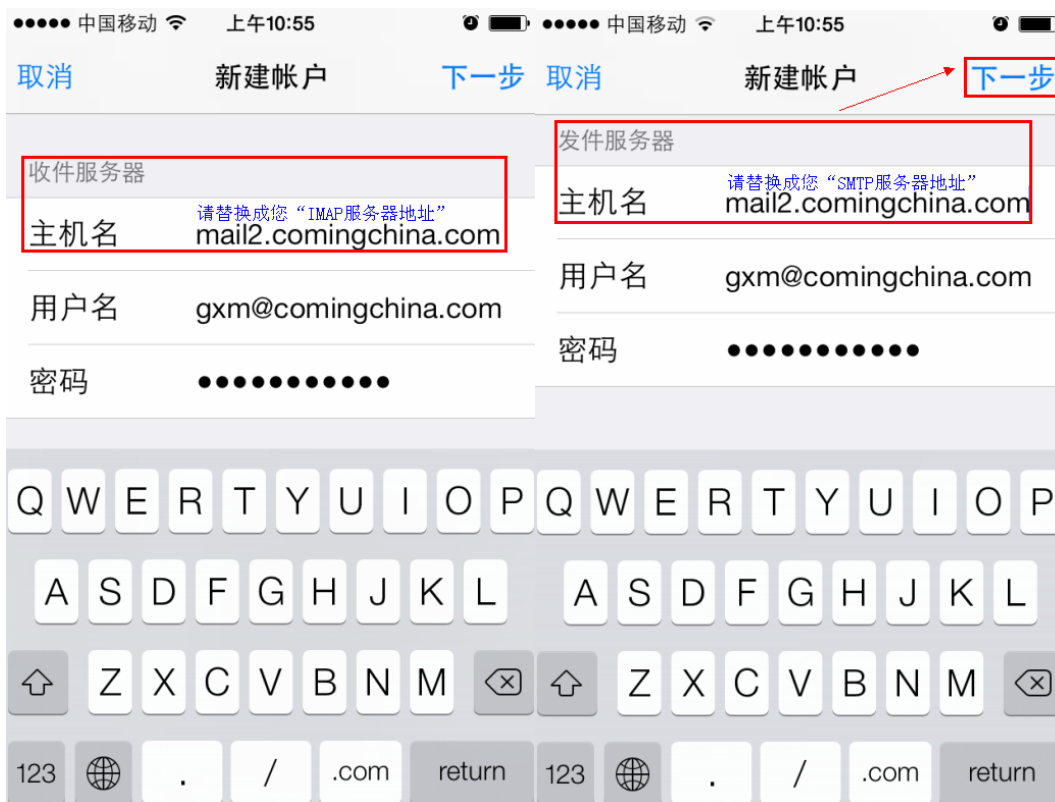 中国移动 上午10:55
取消 新建帐户 下一步
收件服务器
请替换成您“IMAP服务器地址”
主机名 mail2.comingchina.com
用户名 gxm@comingchina.com
密码 ●●●●●●●●●●●
Q W E R T Y U I O P
A S D F G H J K L
Z X C V B N M
123 . / .com return
中国移动 上午10:55
取消 新建帐户 下一步
发件服务器
请替换成您“SMTP服务器地址”
主机名 mail2.comingchina.com
用户名 gxm@comingchina.com
密码 ●●●●●●●●●●●
Q W E R T Y U I O P
A S D F G H J K L
Z X C V B N M
123 . / .com return